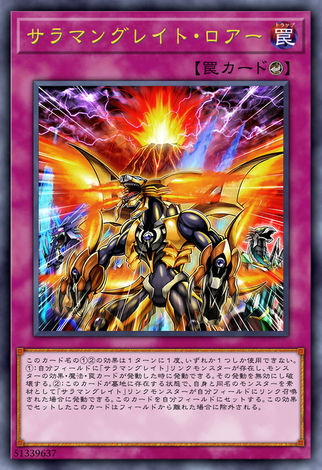 サラマングレイト・ロアー
トラップ
罠
【罠カード】
このカード名の①②の効果は1ターンに1度、いずれか1つしか使用できない。
①:自分フィールドに「サラマングレイト」リンクモンスターが存在し、モンス
ターの効果・魔法・罠カードが発動した時に発動できる。その発動を無効にし破
壊する。②:このカードが墓地に存在する状態で、自身と同名のモンスターを素
材として「サラマングレイト」リンクモンスターが自分フィールドにリンク召喚
された場合に発動できる。このカードを自分フィールドにセットする。この効果
でセットしたこのカードはフィールドから離れた場合に除外される。
51339637